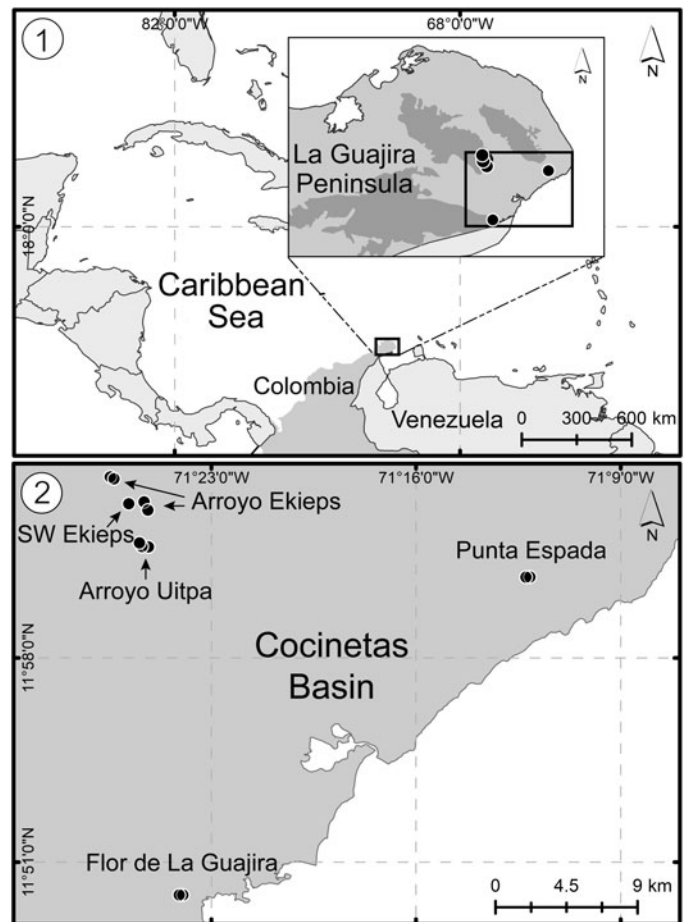 1
82°0'0"W
68°0'0"W
N
N
La Guajira
Peninsula
18°0'0"N
Caribbean
Sea
Colombia
Venezuela
0 300 600 km
2
71°23'0"W
71°16'0"W
71°9'0"W
Arroyo Ekieps
SW Ekieps
N
Punta Espada
Arroyo Uitpa
11°58'0"N
Cocinetas
Basin
11°51'0"N
Flor de La Guajira
0 4.5 9 km